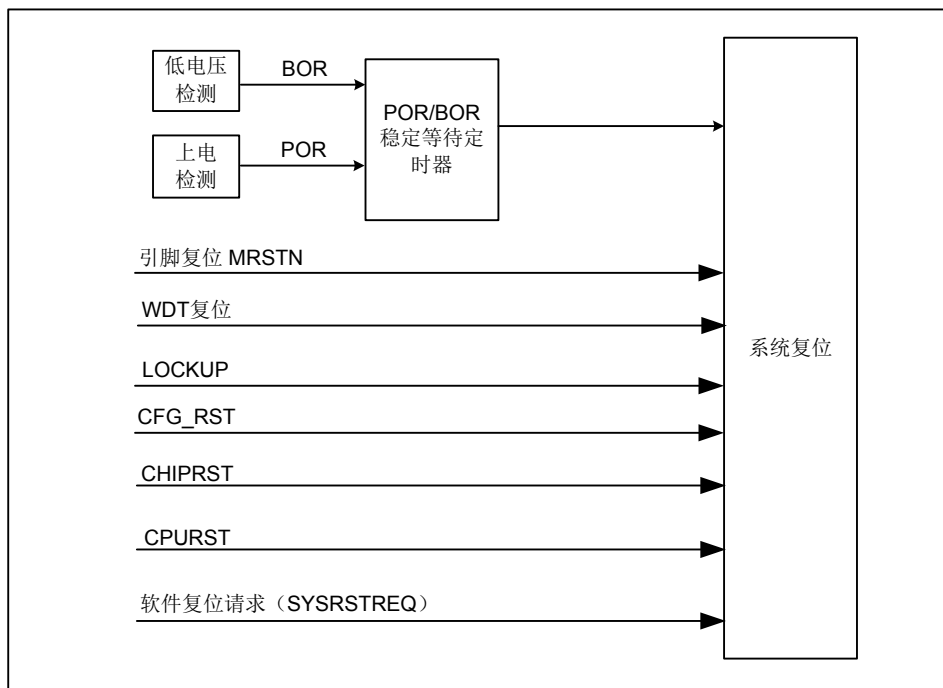 低电压
检测
BOR
上电
检测
POR
POR/BOR
稳定等待定
时器
引脚复位 MRSTN
WDT复位
LOCKUP
CFG_RST
CHIPRST
CPURST
软件复位请求（SYSRSTREQ）
系统复位